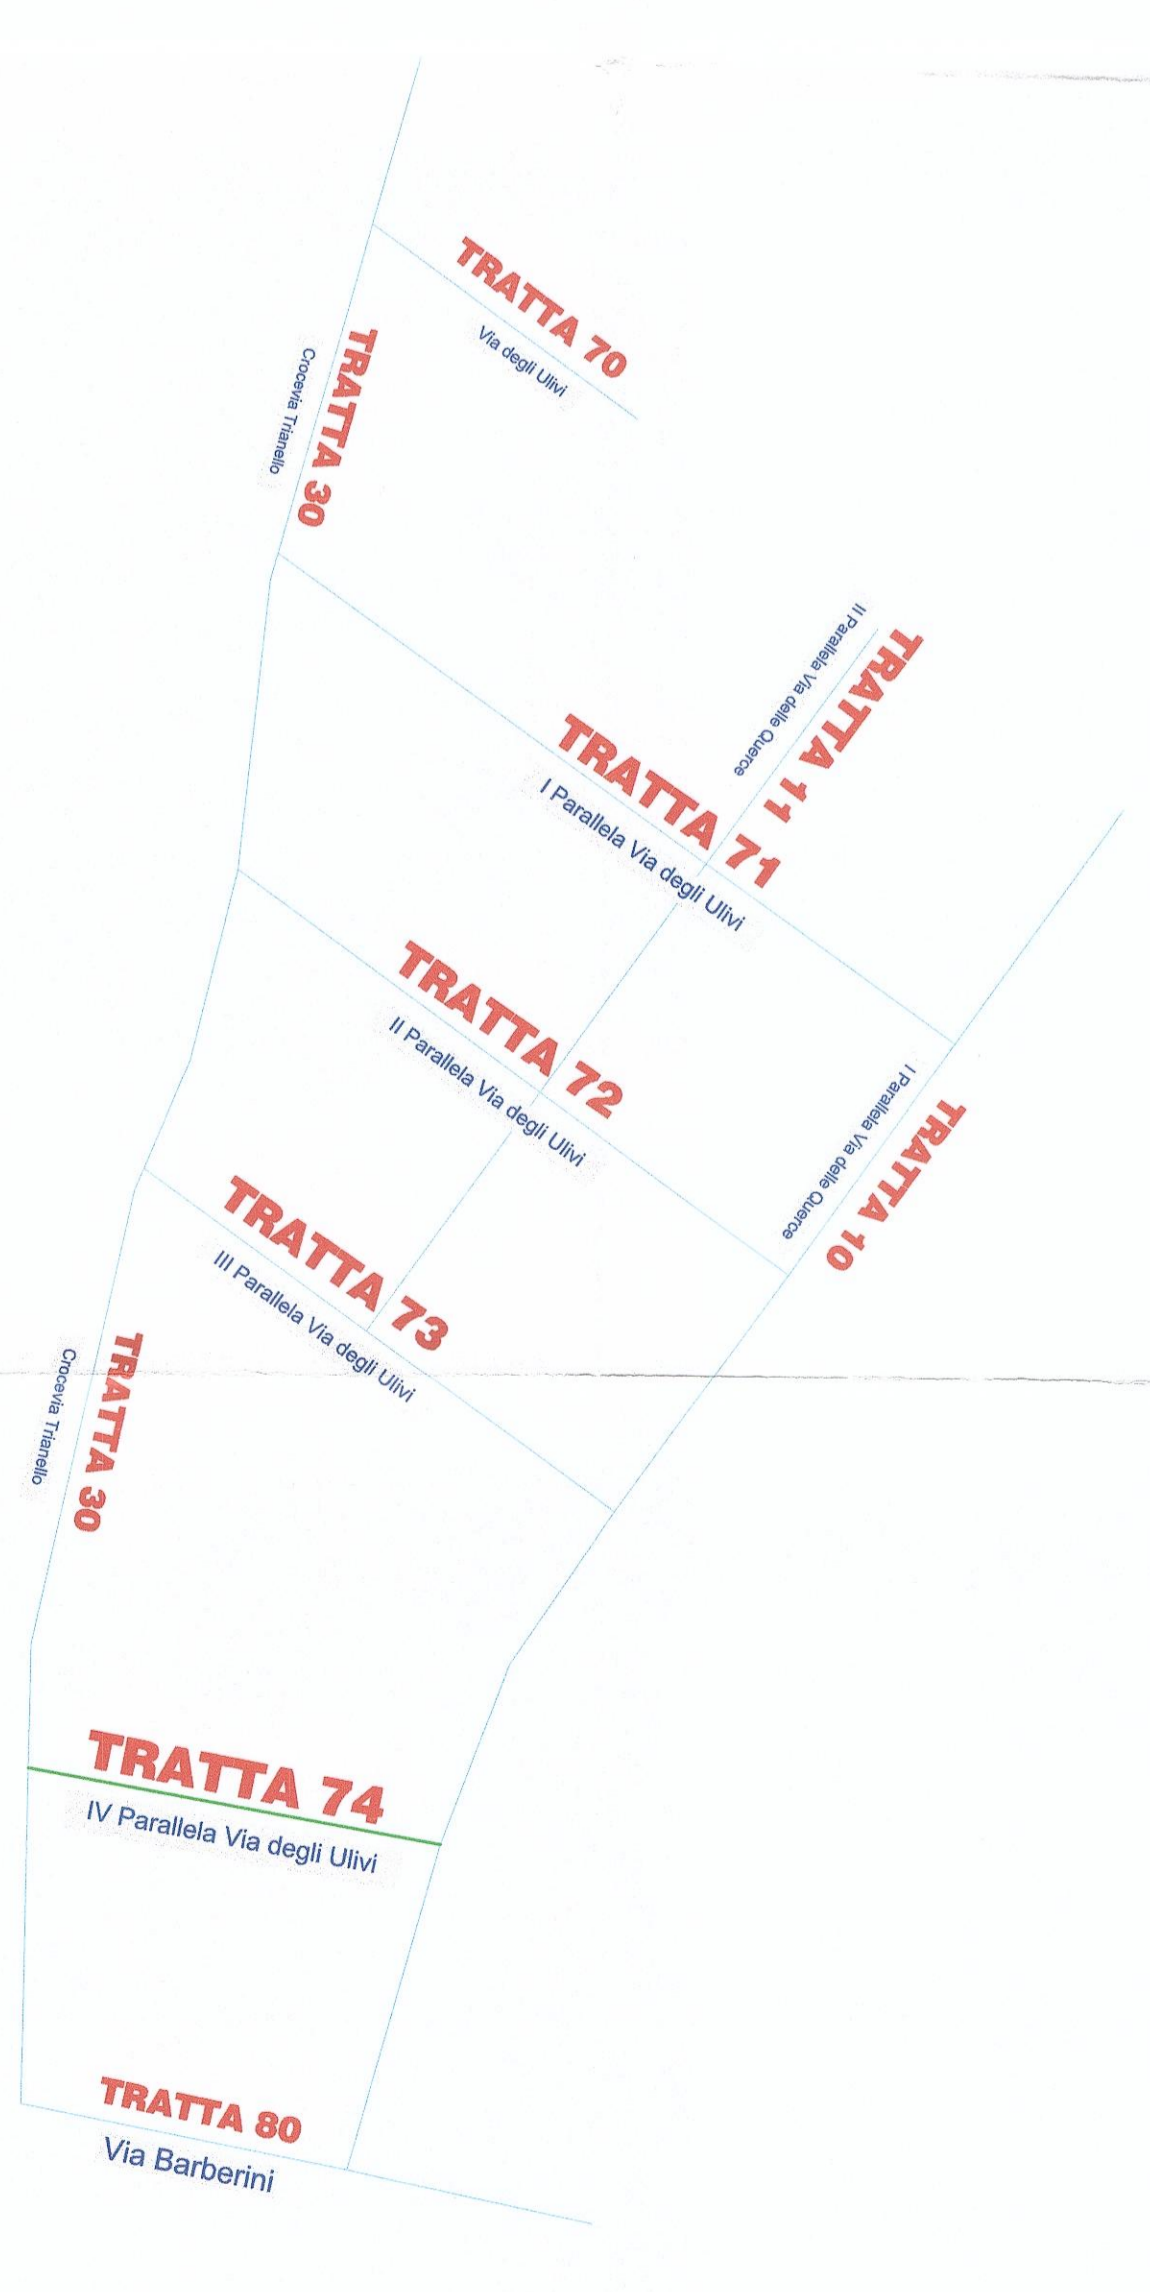 TRATTA 70
Via degli Ulivi
TRATTA 30
Crocevia Trianello
II Parallela Via delle Querce
TRATTA 11
TRATTA 71
I Parallela Via degli Ulivi
TRATTA 72
II Parallela Via degli Ulivi
I Parallela Via delle Querce
TRATTA 10
TRATTA 73
III Parallela Via degli Ulivi
TRATTA 30
Crocevia Trianello
TRATTA 74
IV Parallela Via degli Ulivi
TRATTA 80
Via Barberini